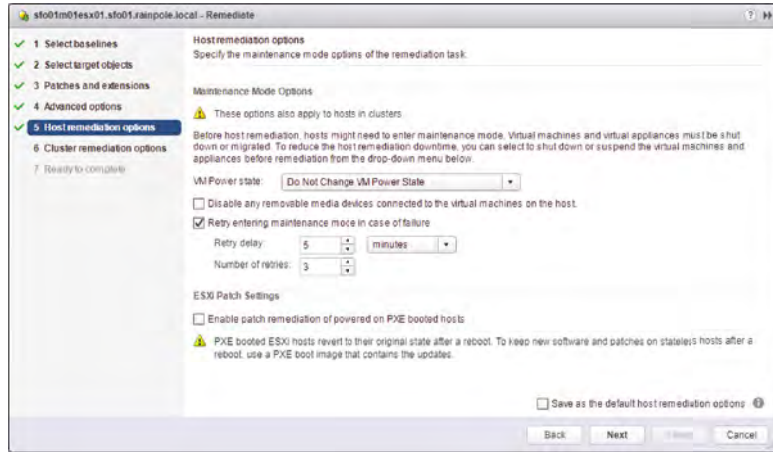 sfo01m01esx01.sfo01.rainpole.local - Remediate
1 Select baselines
2 Select target objects
3 Patches and extensions
4 Advanced options
5 Host remediation options
6 Cluster remediation options
7 Ready to complete
Host remediation options
Specify the maintenance mode options of the remediation task.
Maintenance Mode Options
These options also apply to hosts in clusters.
Before host remediation, hosts might need to enter maintenance mode. Virtual machines and virtual appliances must be shut
down or migrated. To reduce the host remediation downtime, you can select to shut down or suspend the virtual machines and
appliances before remediation from the drop-down menu below.
VM Power state: Do Not Change VM Power State
Disable any removable media devices connected to the virtual machines on the host.
Retry entering maintenance mode in case of failure
Retry delay: 5 minutes
Number of retries: 3
ESXi Patch Settings
Enable patch remediation of powered on PXE booted hosts
PXE booted ESXi hosts revert to their original state after a reboot. To keep new software and patches on stateless hosts after a
reboot, use a PXE boot image that contains the updates.
Save as the default host remediation options
Back Next Cancel